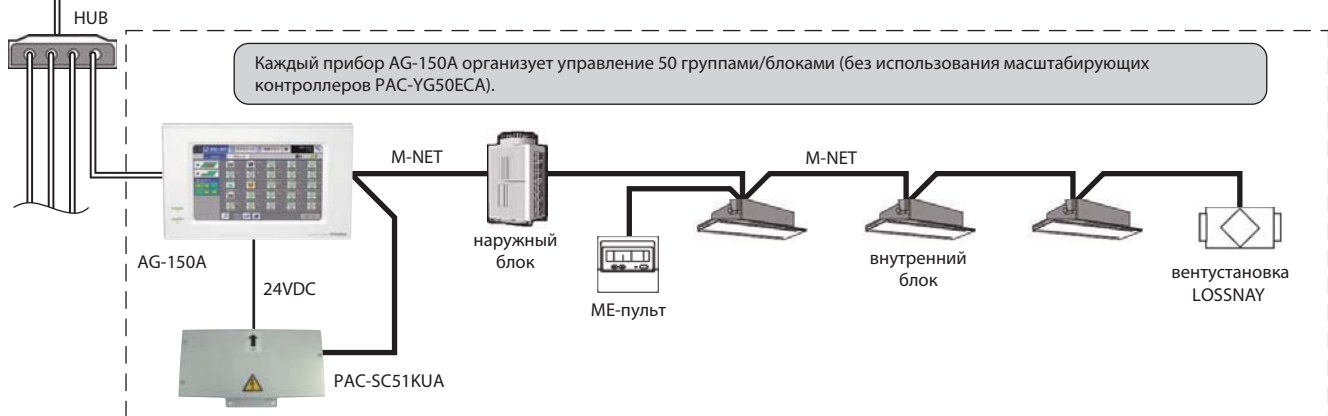 HUB
Каждый прибор AG-150A организует управление 50 группами/блоками (без использования масштабирующих
контроллеров PAC-YG50ECA).
M-NET
M-NET
наружный
блок
AG-150A
внутренний
блок
вентустановка
LOSSNAY
24VDC
ME-пульт
PAC-SC51KUA